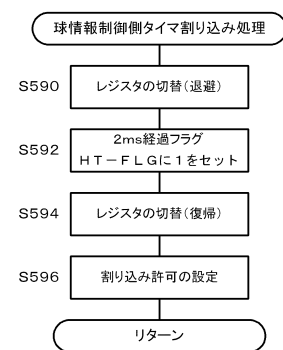 球情報制御側タイマ割り込み処理
S590
レジスタの切替(退避)
S592
2ms経過フラグ
HT-FLGに1をセット
S594
レジスタの切替(復帰)
S596
割り込み許可の設定
リターン